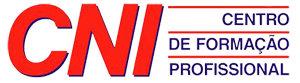 CNI
CENTRO
DE FORMAÇÃO
PROFISSIONAL